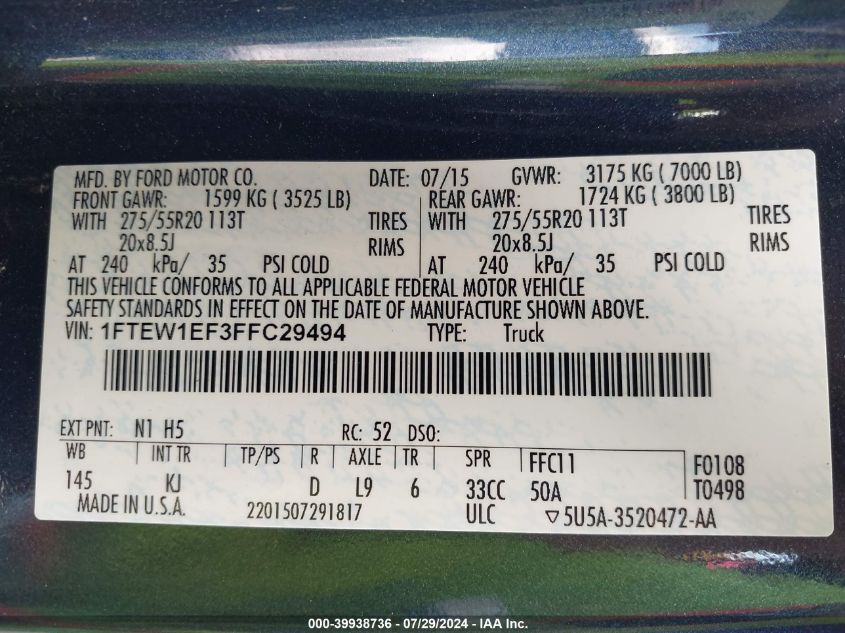 MFD. BY FORD MOTOR CO. DATE: 07/15 GVWR: 3175 KG ( 7000 LB)
FRONT GAWR: 1599 KG ( 3525 LB) REAR GAWR: 1724 KG ( 3800 LB)
WITH 275/55R20 113T TIRES WITH 275/55R20 113T TIRES
20x8.5J RIMS 20x8.5J RIMS
AT 240 kPa/ 35 PSI COLD AT 240 kPa/ 35 PSI COLD
THIS VEHICLE CONFORMS TO ALL APPLICABLE FEDERAL MOTOR VEHICLE
SAFETY STANDARDS IN EFFECT ON THE DATE OF MANUFACTURE SHOWN ABOVE.
VIN: 1FTEW1EF3FFC29494 TYPE: Truck
EXT PNT: N1 H5 RC: 52 DSO:
WB INT TR TP/PS R AXLE TR SPR FFC11 F0108
145 KJ D L9 6 33CC 50A T0498
MADE IN U.S.A. 2201507291817 ULC ▽5U5A-3520472-AA
000-39938736 - 07/29/2024 - IAA Inc.